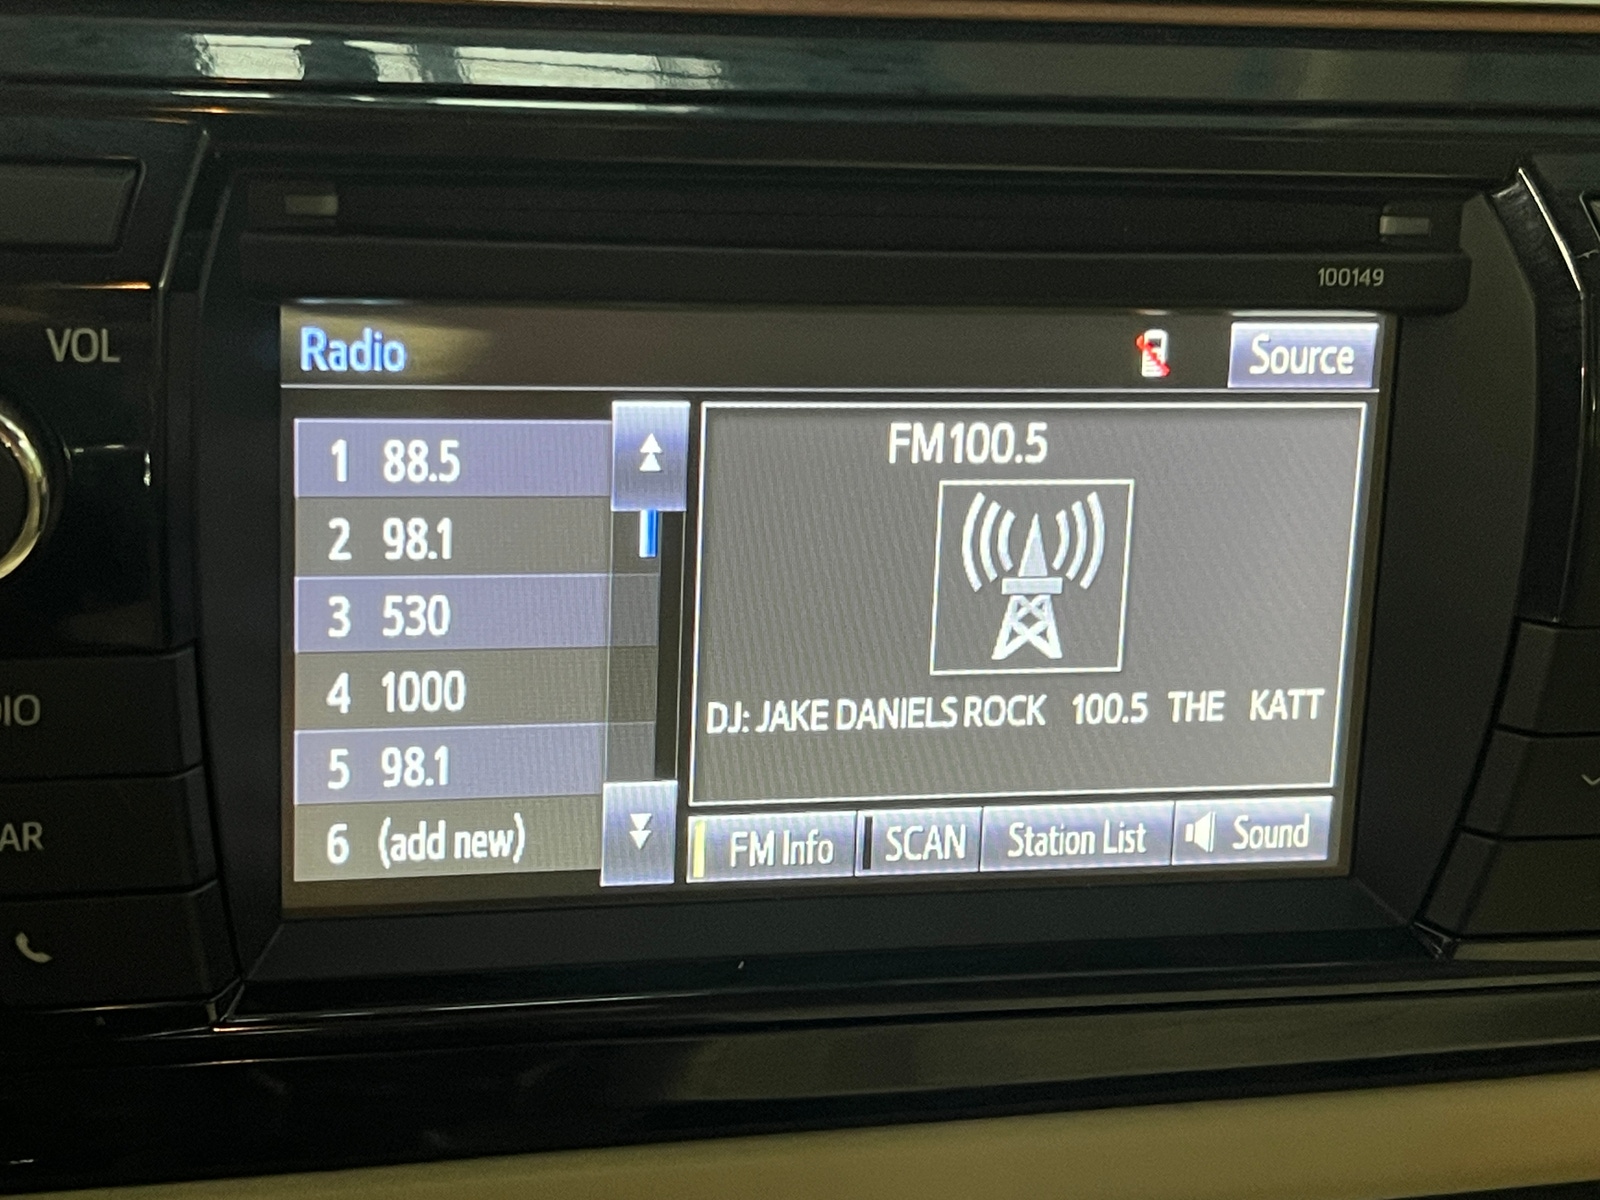 100149
VOL
Radio
Source
1 88.5
2 98.1
3 530
4 1000
5 98.1
6 (add new)
FM100.5
DJ: JAKE DANIELS ROCK 100.5 THE KATT
FM Info
SCAN
Station List
Sound
DIO
AR